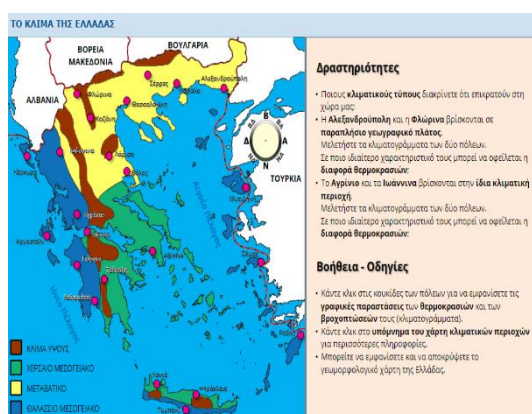 ΤΟ ΚΛΙΜΑ ΤΗΣ ΕΛΛΑΔΑΣ
ΒΟΡΕΙΑ
ΜΑΚΕΔΟΝΙΑ
ΒΟΥΛΓΑΡΙΑ
ΑΛΒΑΝΙΑ
ΤΟΥΡΚΙΑ
Αλεξανδρούπολη
Σέρρες
Φλώρινα
Θεσσαλονίκη
Κοζάνη
Λάρισα
Β
Α
Ν
Δ
ΚΛΙΜΑ ΥΨΟΥΣ
ΧΕΡΣΑΙΟ ΜΕΣΟΓΕΙΑΚΟ
ΜΕΤΑΒΑΤΙΚΟ
ΘΑΛΑΣΣΙΟ ΜΕΣΟΓΕΙΑΚΟ
Δραστηριότητες
• Ποιους κλιματικούς τύπους διακρίνετε ότι επικρατούν στη
χώρα μας;
• Η Αλεξανδρούπολη και η Φλώρινα βρίσκονται σε
παραπλήσιο γεωγραφικό πλάτος.
Μελετήστε τα κλιματογράμματα των δύο πόλεων.
Σε ποιο ιδιαίτερο χαρακτηριστικό τους μπορεί να οφείλεται η
διαφορά θερμοκρασιών;
• Το Αγρίνιο και τα Ιωάννινα βρίσκονται στην ίδια κλιματική
περιοχή.
Μελετήστε τα κλιματογράμματα των δύο πόλεων.
Σε ποιο ιδιαίτερο χαρακτηριστικό τους μπορεί να οφείλεται η
διαφορά θερμοκρασιών;
Βοήθεια - Οδηγίες
• Κάντε κλικ στις κουκίδες των πόλεων για να εμφανίσετε τις
γραφικές παραστάσεις των θερμοκρασιών και των
βροχοπτώσεών τους (κλιματογράμματα).
• Κάντε κλικ στο υπόμνημα του χάρτη κλιματικών περιοχών
για περισσότερες πληροφορίες.
• Μπορείτε να εμφανίσετε και να αποκρύψετε το
γεωμορφολογικό χάρτη της Ελλάδας.